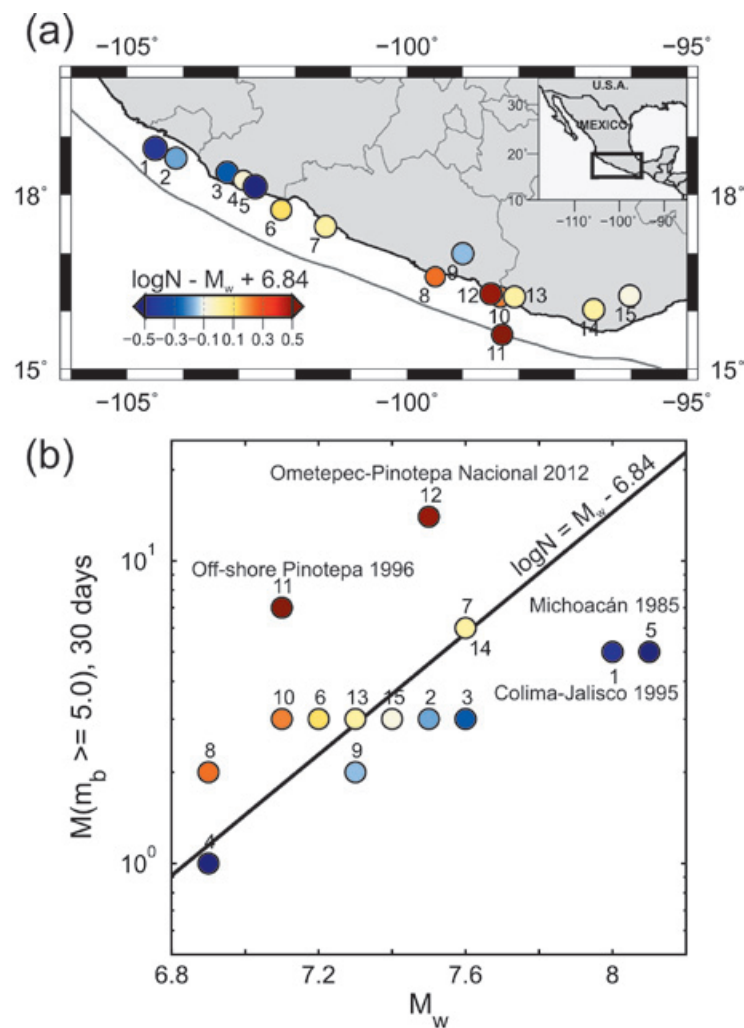 (a)
−105° −100° −95°
U.S.A.
30°
MEXICO
20°
10°
−110° −100° −90°
18° 18°
15° 15°
1 2 3 4 5 6 7 8 9 12 10 13 11 14 15
logN − Mw + 6.84
−0.5 −0.3 −0.1 0.1 0.3 0.5
−105° −100° −95°
(b)
Ometepec-Pinotepa Nacional 2012
12
logN = Mw - 6.84
10¹
Off-shore Pinotepa 1996
11
7
14
Michoacán 1985
5
1
Colima-Jalisco 1995
10 6 13 15 2 3
8
9
4
10⁰
M(mb >= 5.0), 30 days
6.8 7.2 7.6 8
Mw